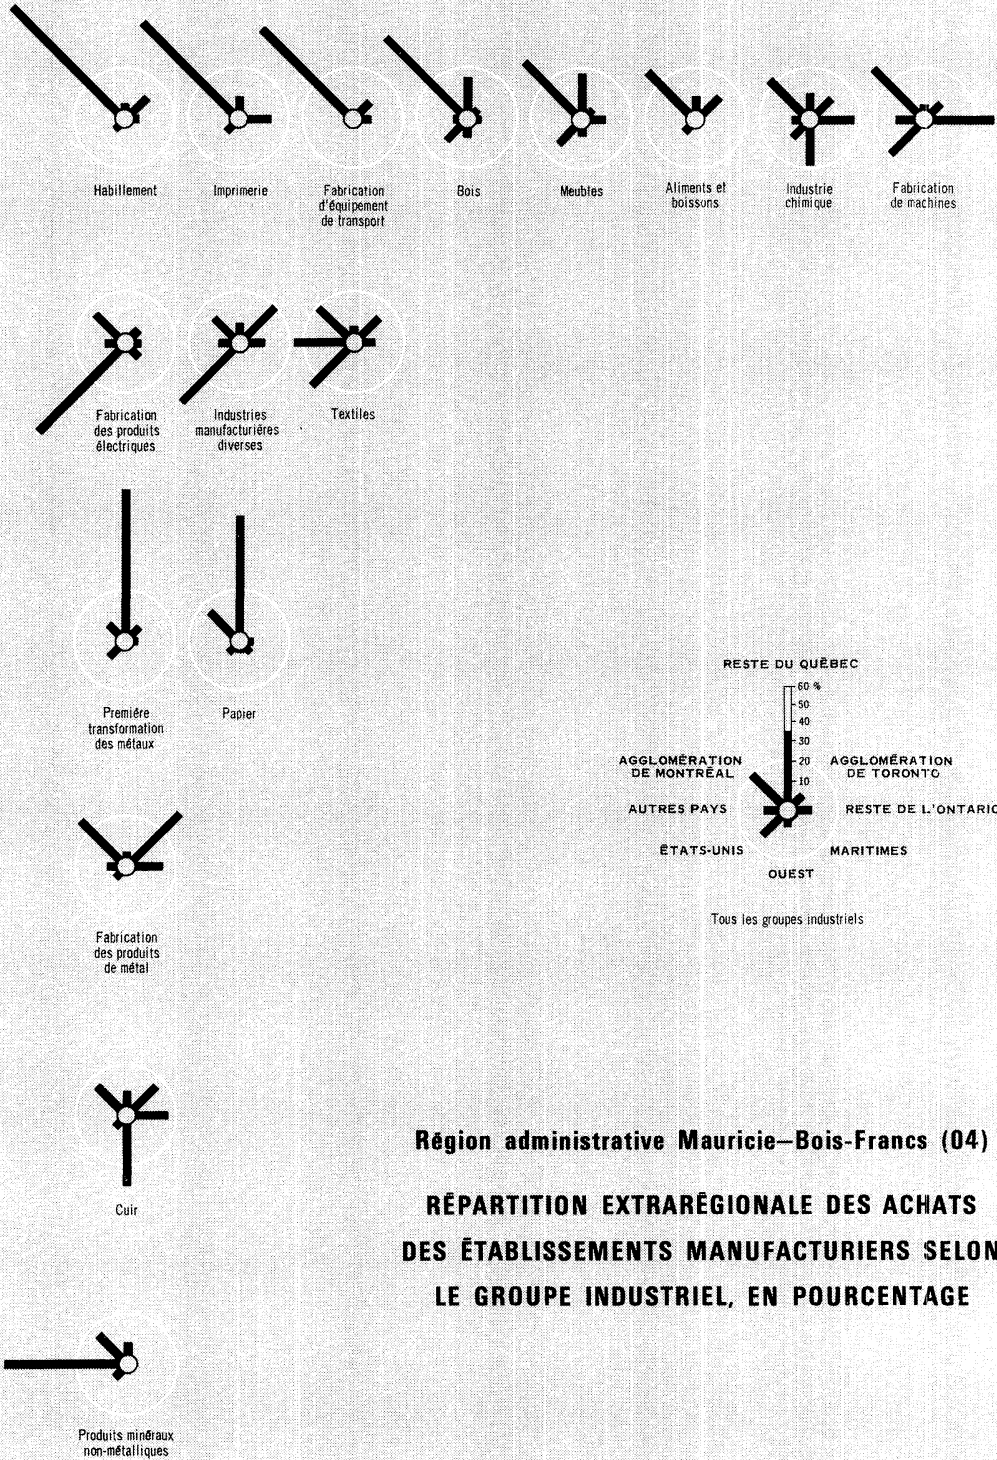 Habillement
Imprimerie
Fabrication
d'équipement
de transport
Bois
Meubles
Aliments et
boissons
Industrie
chimique
Fabrication
de machines
Fabrication
des produits
électriques
Industries
manufacturières
diverses
Textiles
Première
transformation
des métaux
Papier
RESTE DU QUÉBEC
60 %
50
40
30
20
10
AGGLOMÉRATION
DE MONTRÉAL
AGGLOMÉRATION
DE TORONTO
AUTRES PAYS
RESTE DE L'ONTARIO
ÉTATS-UNIS
MARITIMES
OUEST
Tous les groupes industriels
Fabrication
des produits
de métal
Cuir
Région administrative Mauricie—Bois-Francs (04)
RÉPARTITION EXTRARÉGIONALE DES ACHATS
DES ÉTABLISSEMENTS MANUFACTURIERS SELON
LE GROUPE INDUSTRIEL, EN POURCENTAGE
Produits minéraux
non-métalliques